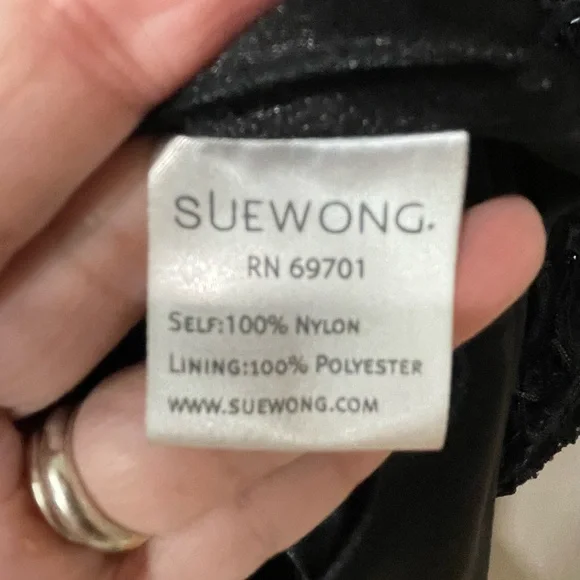 SUEWONG.
RN 69701
SELF:100% NYLON
LINING:100% POLYESTER
WWW.SUEWONG.COM